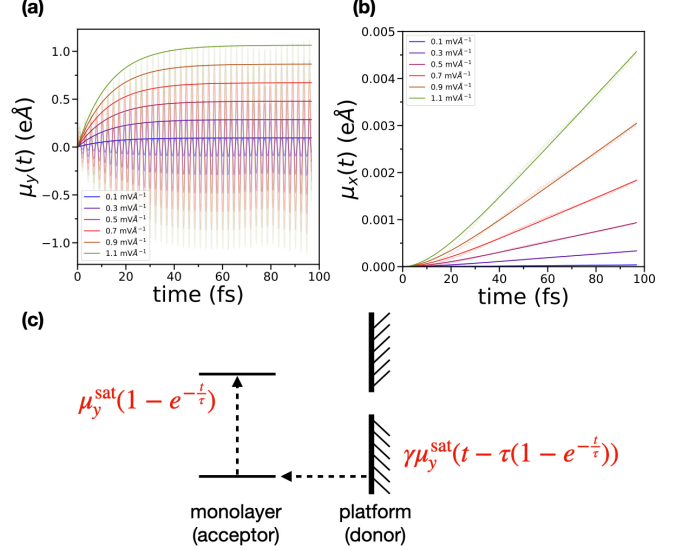 (a)
μy(t) (eÅ)
1.0
0.5
0.0
−0.5
−1.0
0.1 mVÅ⁻¹
0.3 mVÅ⁻¹
0.5 mVÅ⁻¹
0.7 mVÅ⁻¹
0.9 mVÅ⁻¹
1.1 mVÅ⁻¹
0 20 40 60 80 100
time (fs)
(b)
μx(t) (eÅ)
0.005
0.004
0.003
0.002
0.001
0.000
0.1 mVÅ⁻¹
0.3 mVÅ⁻¹
0.5 mVÅ⁻¹
0.7 mVÅ⁻¹
0.9 mVÅ⁻¹
1.1 mVÅ⁻¹
0 20 40 60 80 100
time (fs)
(c)
μ_y^sat(1 − e^(−t/τ))
γμ_y^sat(t − τ(1 − e^(−t/τ)))
monolayer
(acceptor)
platform
(donor)